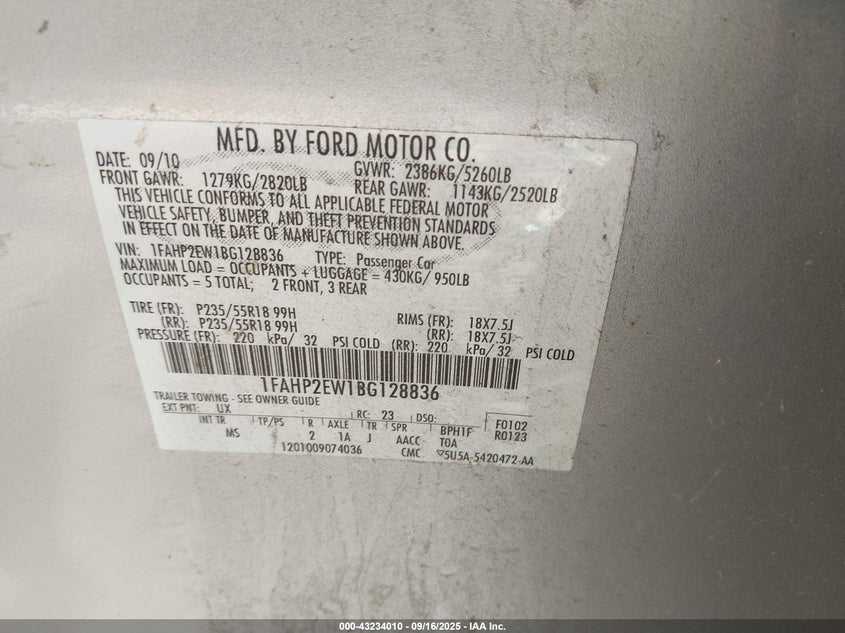 MFD. BY FORD MOTOR CO.
DATE: 09/10 GVWR: 2386KG/5260LB
FRONT GAWR: 1279KG/2820LB REAR GAWR: 1143KG/2520LB
THIS VEHICLE CONFORMS TO ALL APPLICABLE FEDERAL MOTOR
VEHICLE SAFETY, BUMPER, AND THEFT PREVENTION STANDARDS
IN EFFECT ON THE DATE OF MANUFACTURE SHOWN ABOVE.
VIN: 1FAHP2EW1BG128836 TYPE: Passenger Car
MAXIMUM LOAD = OCCUPANTS + LUGGAGE = 430KG/ 950LB
OCCUPANTS = 5 TOTAL; 2 FRONT, 3 REAR
TIRE (FR): P235/55R18 99H RIMS (FR): 18X7.5J
(RR): P235/55R18 99H (RR): 18X7.5J
PRESSURE (FR): 220 kPa/ 32 PSI COLD (RR): 220 kPa/ 32 PSI COLD
1FAHP2EW1BG128836
TRAILER TOWING - SEE OWNER GUIDE
EXT PNT: UX RC: 23 DSO: F0102
INT TR TP/PS R AXLE TR SPR BPH1F R0123
MS 2 1A J AACC TOA
1201009074036 CMC 5U5A-5420472-AA
000-43234010 - 09/16/2025 - IAA Inc.